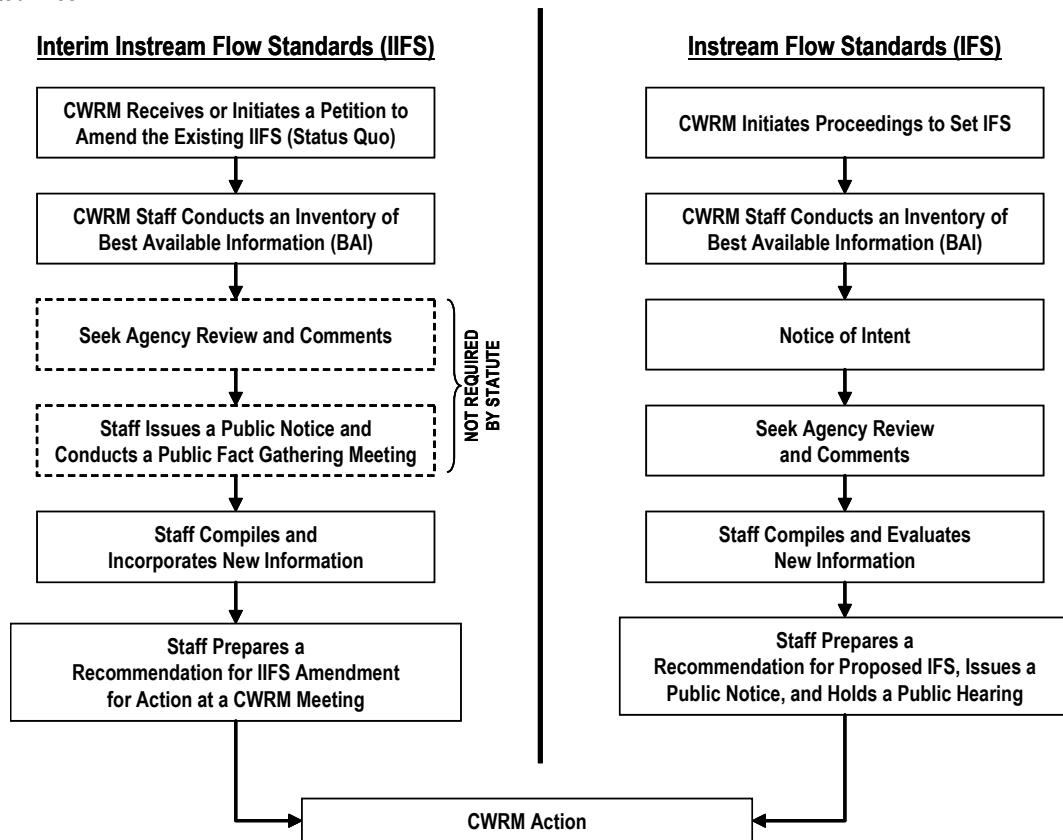 Interim Instream Flow Standards (IIFS)
CWRM Receives or Initiates a Petition to
Amend the Existing IIFS (Status Quo)
CWRM Staff Conducts an Inventory of
Best Available Information (BAI)
Seek Agency Review and Comments
Staff Issues a Public Notice and
Conducts a Public Fact Gathering Meeting
NOT REQUIRED
BY STATUTE
Staff Compiles and
Incorporates New Information
Staff Prepares a
Recommendation for IIFS Amendment
for Action at a CWRM Meeting
Instream Flow Standards (IFS)
CWRM Initiates Proceedings to Set IFS
CWRM Staff Conducts an Inventory of
Best Available Information (BAI)
Notice of Intent
Seek Agency Review
and Comments
Staff Compiles and Evaluates
New Information
Staff Prepares a
Recommendation for Proposed IFS, Issues a
Public Notice, and Holds a Public Hearing
CWRM Action